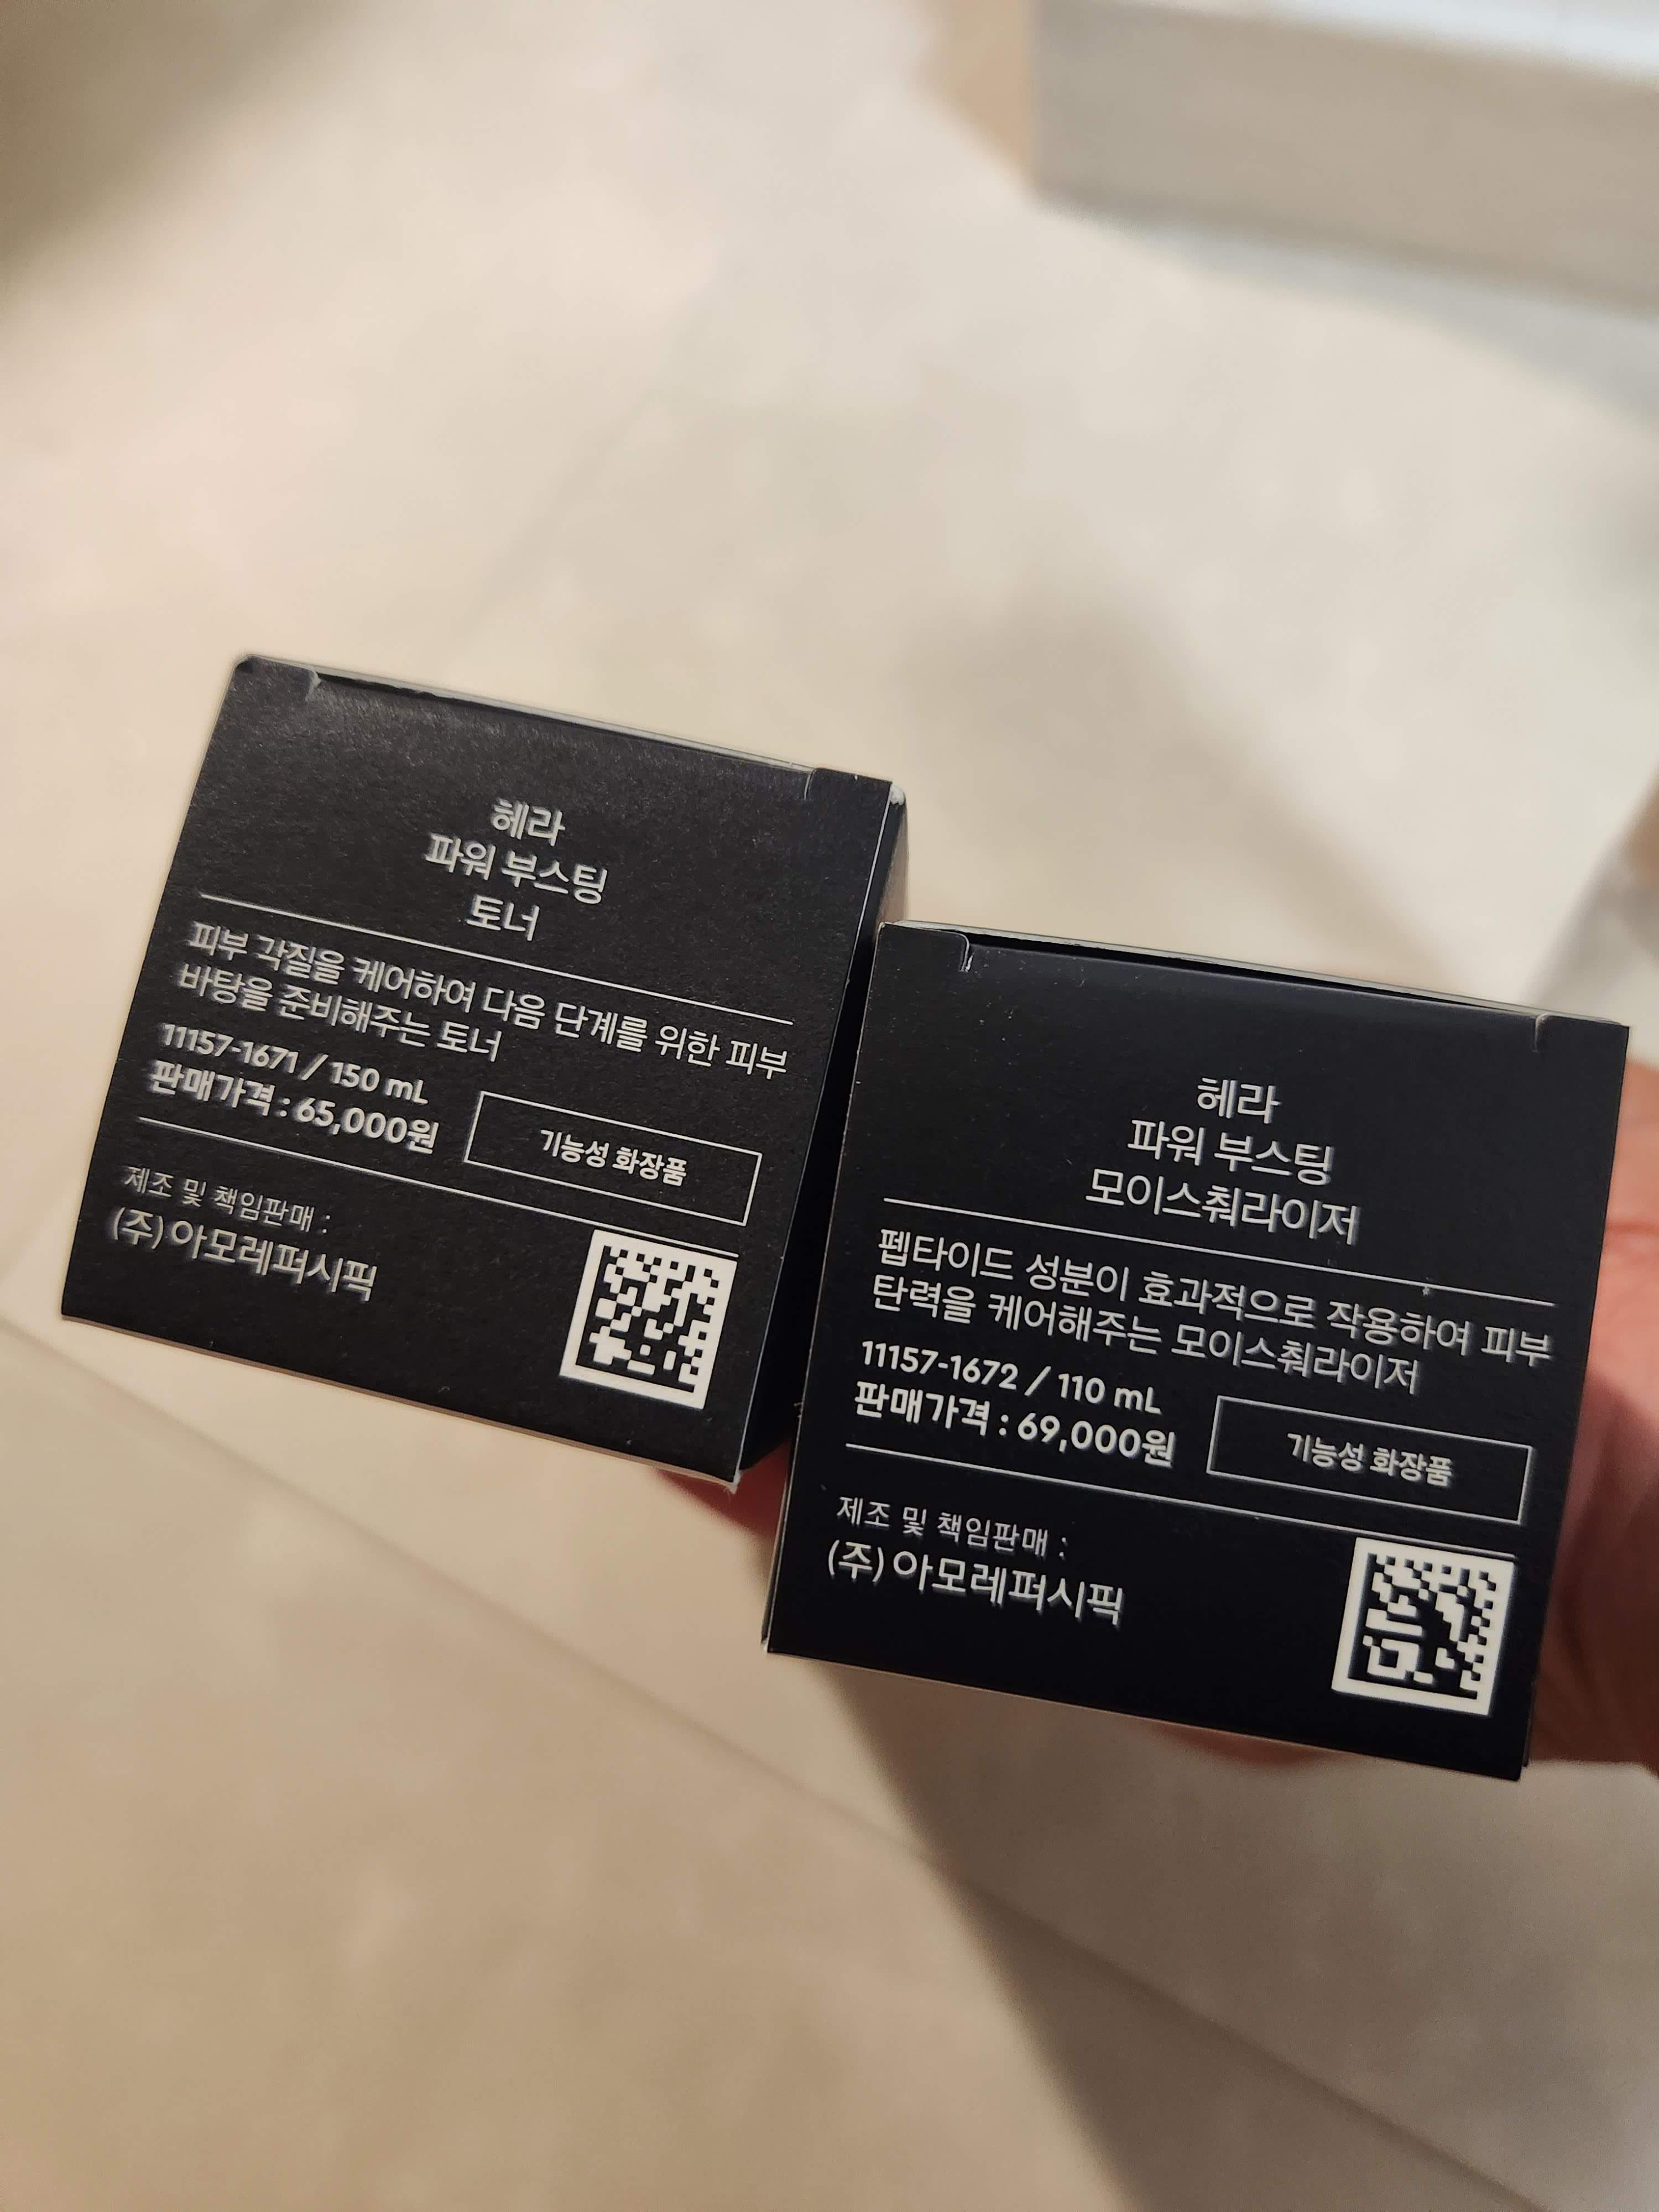 헤라
파워 부스팅
토너
피부 각질을 케어하여 다음 단계를 위한 피부
바탕을 준비해주는 토너
11157-1671 / 150 mL
판매가격 : 65,000원
기능성 화장품
제조 및 책임판매 :
(주) 아모레퍼시픽
헤라
파워 부스팅
모이스춰라이저
펩타이드 성분이 효과적으로 작용하여 피부
탄력을 케어해주는 모이스춰라이저
11157-1672 / 110 mL
판매가격 : 69,000원
기능성 화장품
제조 및 책임판매 :
(주) 아모레퍼시픽